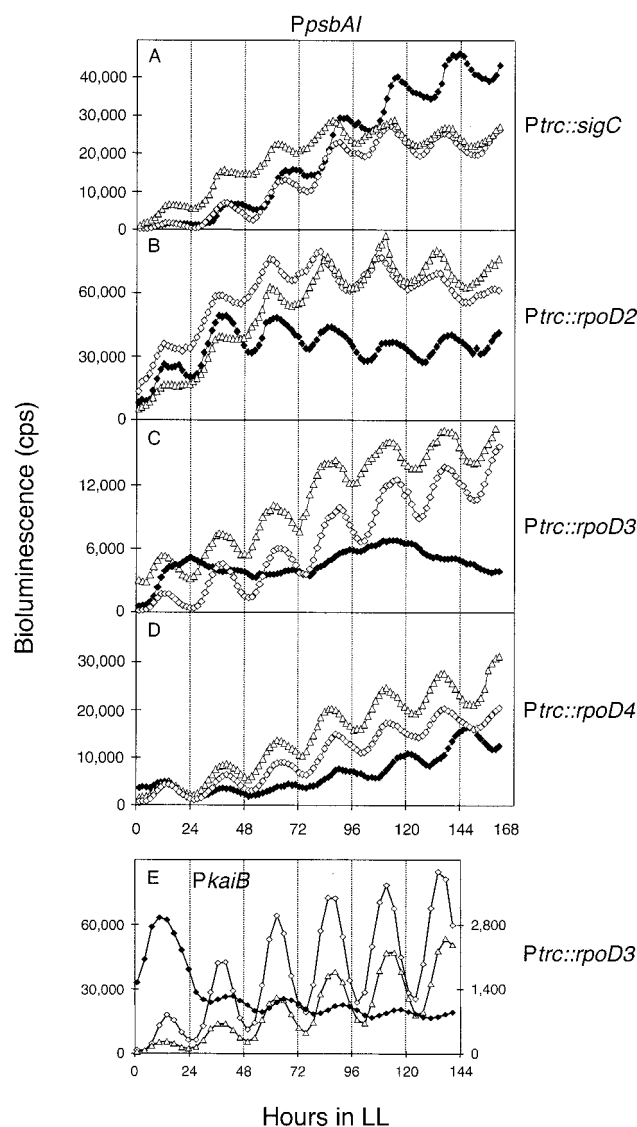 PpsbAI
A
40,000
30,000
20,000
10,000
0
Ptrc::sigC
B
60,000
30,000
0
Ptrc::rpoD2
C
12,000
6,000
0
Ptrc::rpoD3
D
30,000
20,000
10,000
0
Ptrc::rpoD4
0 24 48 72 96 120 144 168
Bioluminescence (cps)
E PkaiB
60,000
30,000
0
2,800
1,400
0
Ptrc::rpoD3
0 24 48 72 96 120 144
Hours in LL